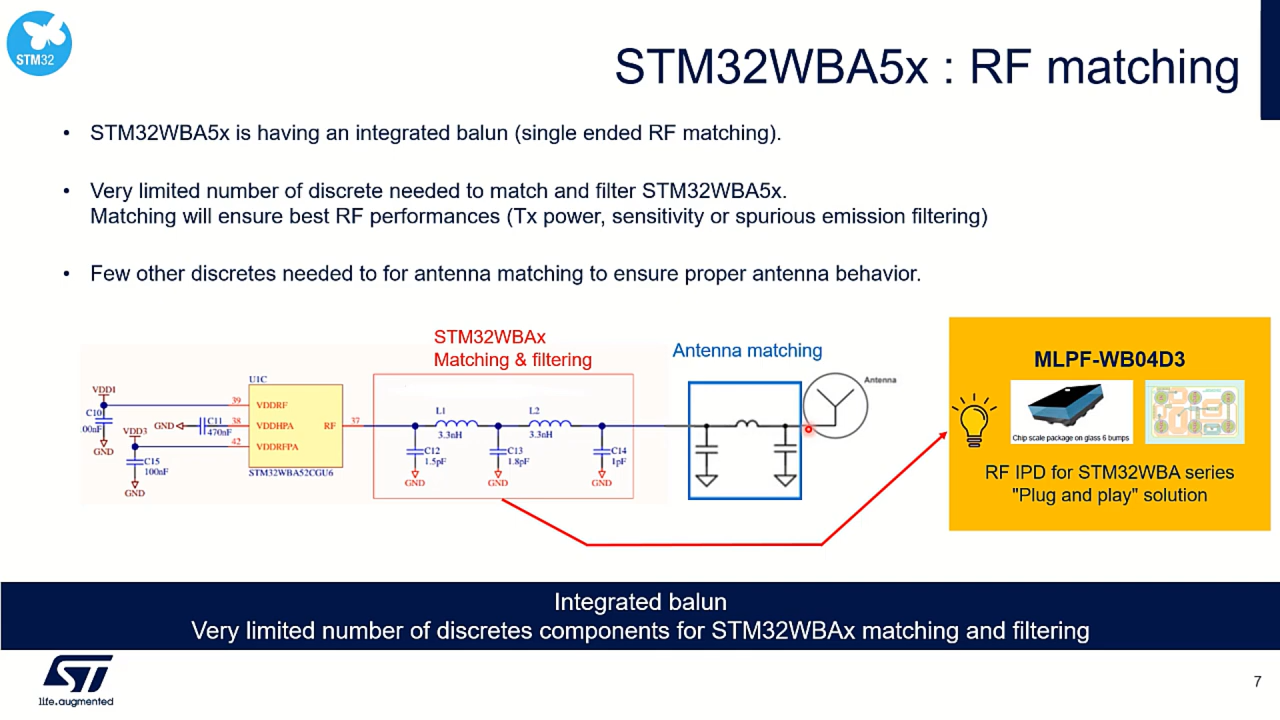 STM32
STM32WBA5x : RF matching
• STM32WBA5x is having an integrated balun (single ended RF matching).
• Very limited number of discrete needed to match and filter STM32WBA5x.
Matching will ensure best RF performances (Tx power, sensitivity or spurious emission filtering)
• Few other discretes needed to for antenna matching to ensure proper antenna behavior.
STM32WBAx
Matching & filtering
Antenna matching
VDD1
C10
00nF
GND
VDD3
C15
100nF
GND
GND
C11
470nF
U1C
39
VDDRF
38
VDDHPA
42
VDDRFPA
RF
37
STM32WBA52CGU6
L1
3.3nH
L2
3.3nH
C12
1.5pF
GND
C13
1.8pF
GND
C14
1pF
GND
Antenna
MLPF-WB04D3
Chip scale package on glass 6 bumps
RF IPD for STM32WBA series
"Plug and play" solution
Integrated balun
Very limited number of discretes components for STM32WBAx matching and filtering
ST
life.augmented
7